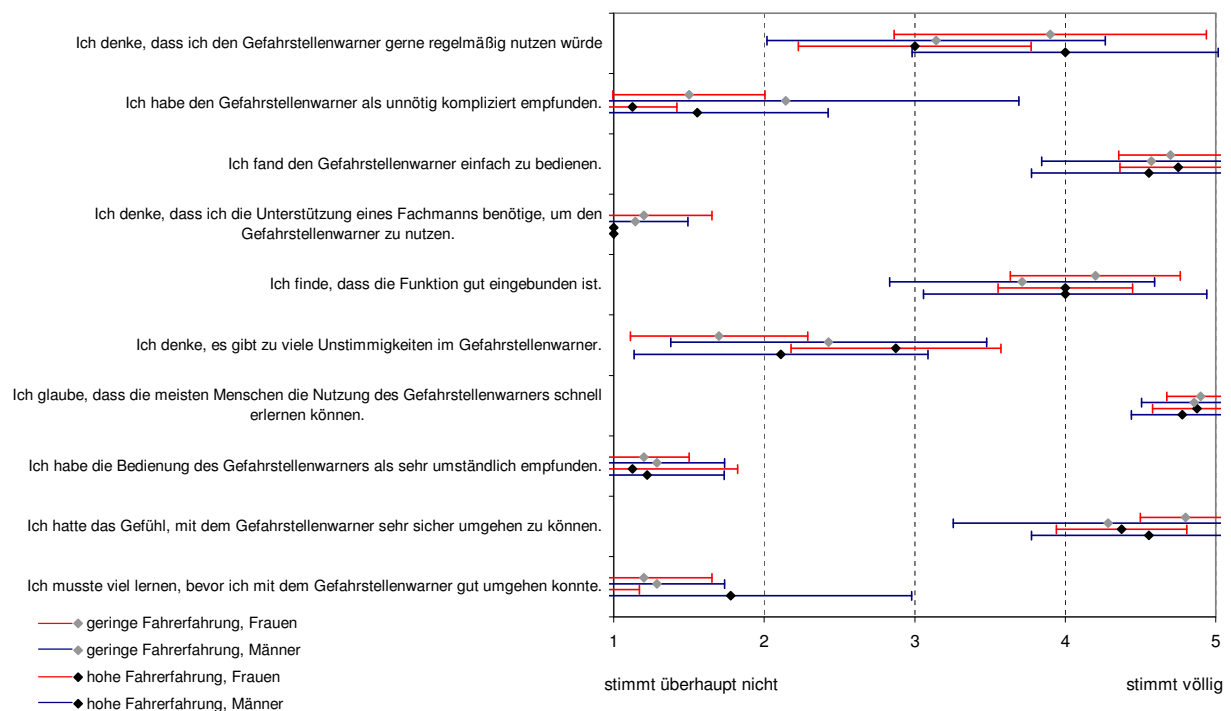 Ich denke, dass ich den Gefahrstellenwarner gerne regelmäßig nutzen würde
Ich habe den Gefahrstellenwarner als unnötig kompliziert empfunden.
Ich fand den Gefahrstellenwarner einfach zu bedienen.
Ich denke, dass ich die Unterstützung eines Fachmanns benötige, um den
Gefahrstellenwarner zu nutzen.
Ich finde, dass die Funktion gut eingebunden ist.
Ich denke, es gibt zu viele Unstimmigkeiten im Gefahrstellenwarner.
Ich glaube, dass die meisten Menschen die Nutzung des Gefahrstellenwarners schnell
erlernen können.
Ich habe die Bedienung des Gefahrstellenwarners als sehr umständlich empfunden.
Ich hatte das Gefühl, mit dem Gefahrstellenwarner sehr sicher umgehen zu können.
Ich musste viel lernen, bevor ich mit dem Gefahrstellenwarner gut umgehen konnte.
1 2 3 4 5
stimmt überhaupt nicht stimmt völlig
geringe Fahrerfahrung, Frauen
geringe Fahrerfahrung, Männer
hohe Fahrerfahrung, Frauen
hohe Fahrerfahrung, Männer